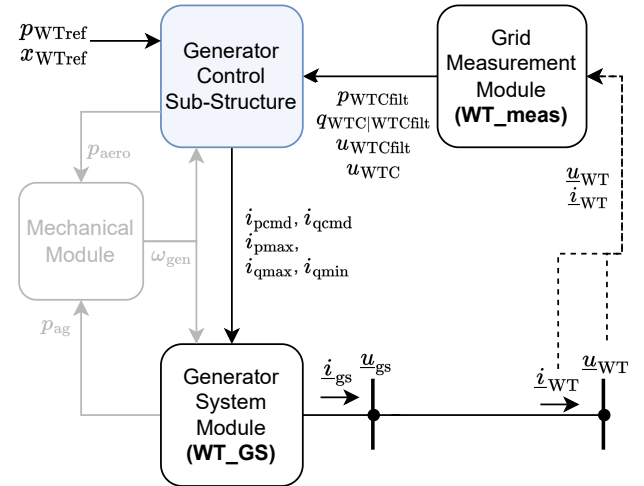 p_WTref
x_WTref
Generator
Control
Sub-Structure
Grid
Measurement
Module
(WT_meas)
p_WTCfilt
q_WTC|WTCfilt
u_WTCfilt
u_WTC
p_aero
u_WT
i_WT
Mechanical
Module
ω_gen
i_pcmd, i_qcmd
i_pmax,
i_qmax, i_qmin
p_ag
Generator
System
Module
(WT_GS)
i_gs
u_gs
i_WT
u_WT